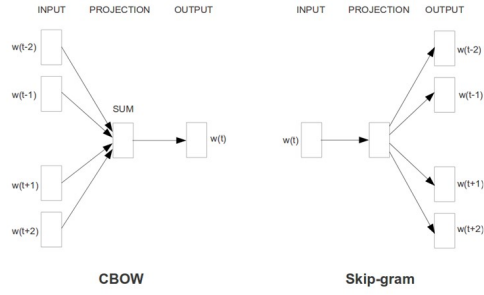 INPUT PROJECTION OUTPUT
w(t-2)
w(t-1)
SUM
w(t)
w(t+1)
w(t+2)
CBOW
INPUT PROJECTION OUTPUT
w(t-2)
w(t-1)
w(t)
w(t+1)
w(t+2)
Skip-gram